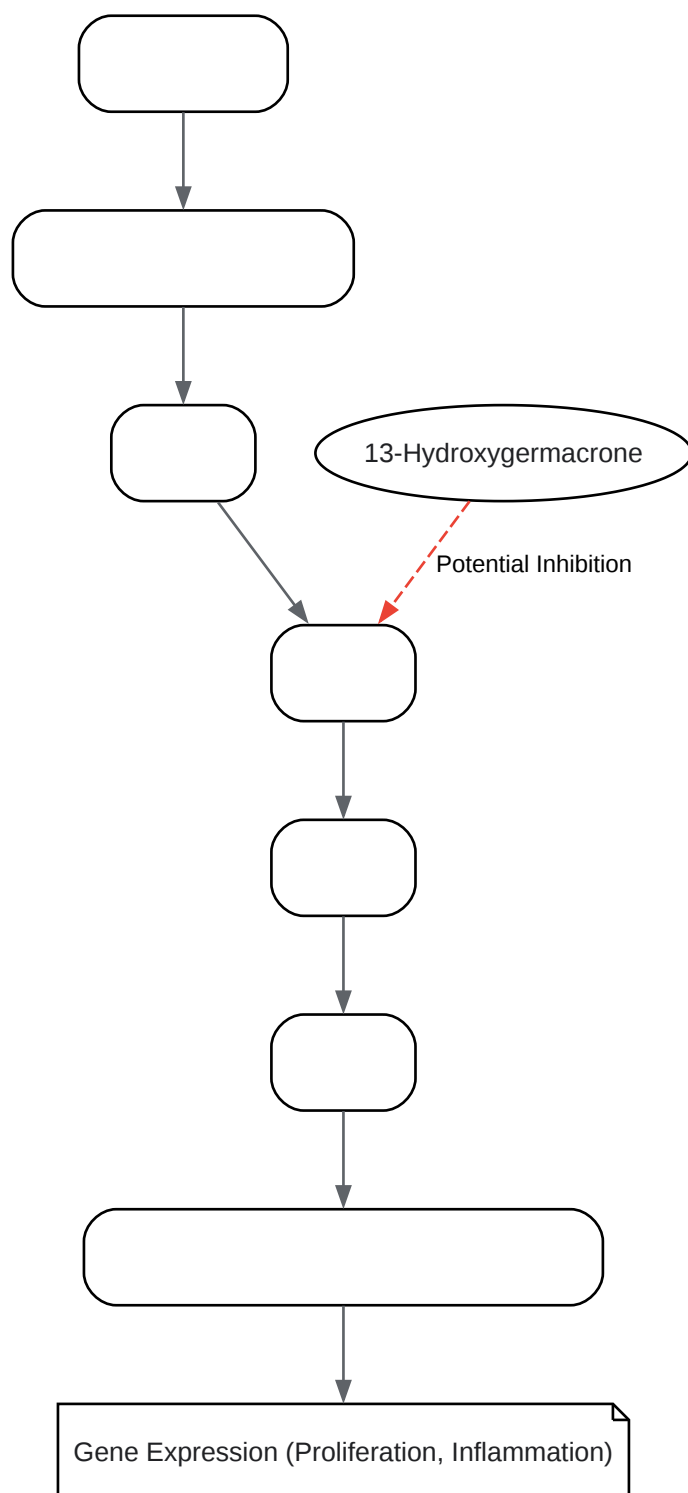 13-Hydroxygermacrone
Potential Inhibition
Gene Expression (Proliferation, Inflammation)